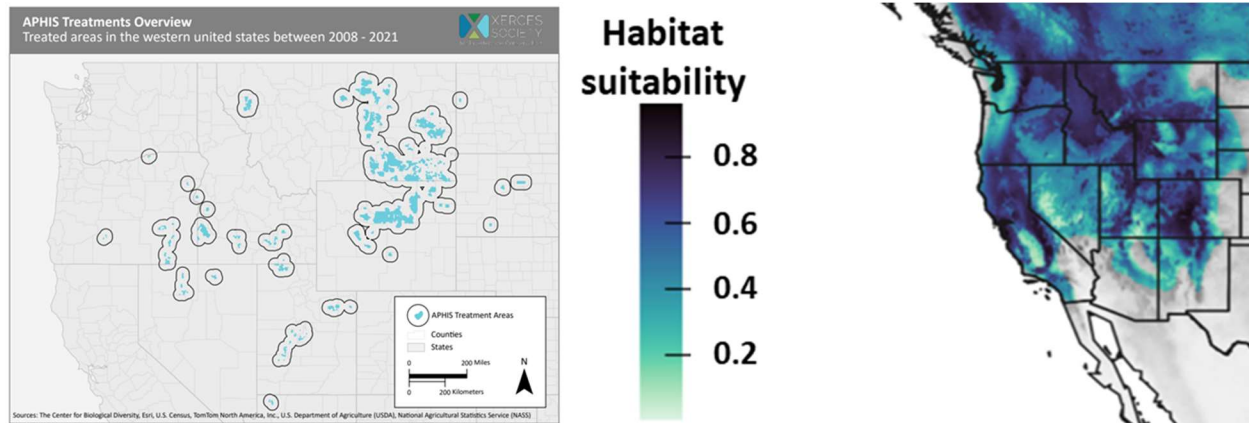 APHIS Treatments Overview
Treated areas in the western united states between 2008 - 2021
XERCES
SOCIETY
APHIS Treatment Areas
Counties
States
0 200 Miles
0 200 Kilometers
N
Sources: The Center for Biological Diversity, Esri, U.S. Census, TomTom North America, Inc., U.S. Department of Agriculture (USDA), National Agricultural Statistics Service (NASS)
Habitat
suitability
0.8
0.6
0.4
0.2